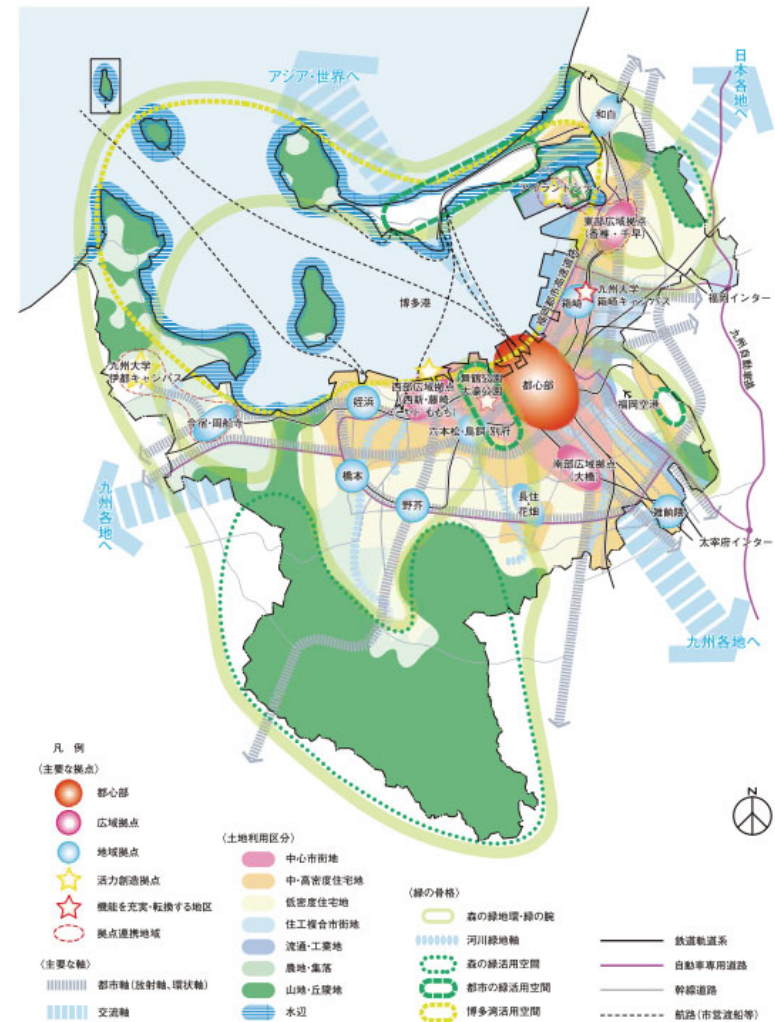 アジア・世界へ
日本各地へ
和白
アイランドシティ
東部広域拠点
(香椎・千早)
福岡都市高速道路
九州大学
箱崎キャンパス
箱崎
福岡インター
九州自動車道
博多港
九州大学
伊都キャンパス
今宿・周船寺
姪浜
西部広域拠点
(西新・藤崎
・シーサイドももち)
舞鶴公園
大濠公園
都心部
福岡空港
六本松・鳥飼・別府
南部広域拠点
(大橋)
橋本
野芥
長住
・花畑
雑餉隈
太宰府インター
九州各地へ
九州各地へ
N
凡 例
〈主要な拠点〉
都心部
広域拠点
地域拠点
活力創造拠点
機能を充実・転換する地区
拠点連携地域
〈主要な軸〉
都市軸(放射軸、環状軸)
交流軸
〈土地利用区分〉
中心市街地
中・高密度住宅地
低密度住宅地
住工複合市街地
流通・工業地
農地・集落
山地・丘陵地
水辺
〈緑の骨格〉
森の緑地環・緑の腕
河川緑地軸
森の緑活用空間
都市の緑活用空間
博多湾活用空間
鉄道軌道系
自動車専用道路
幹線道路
航路(市営渡船等)